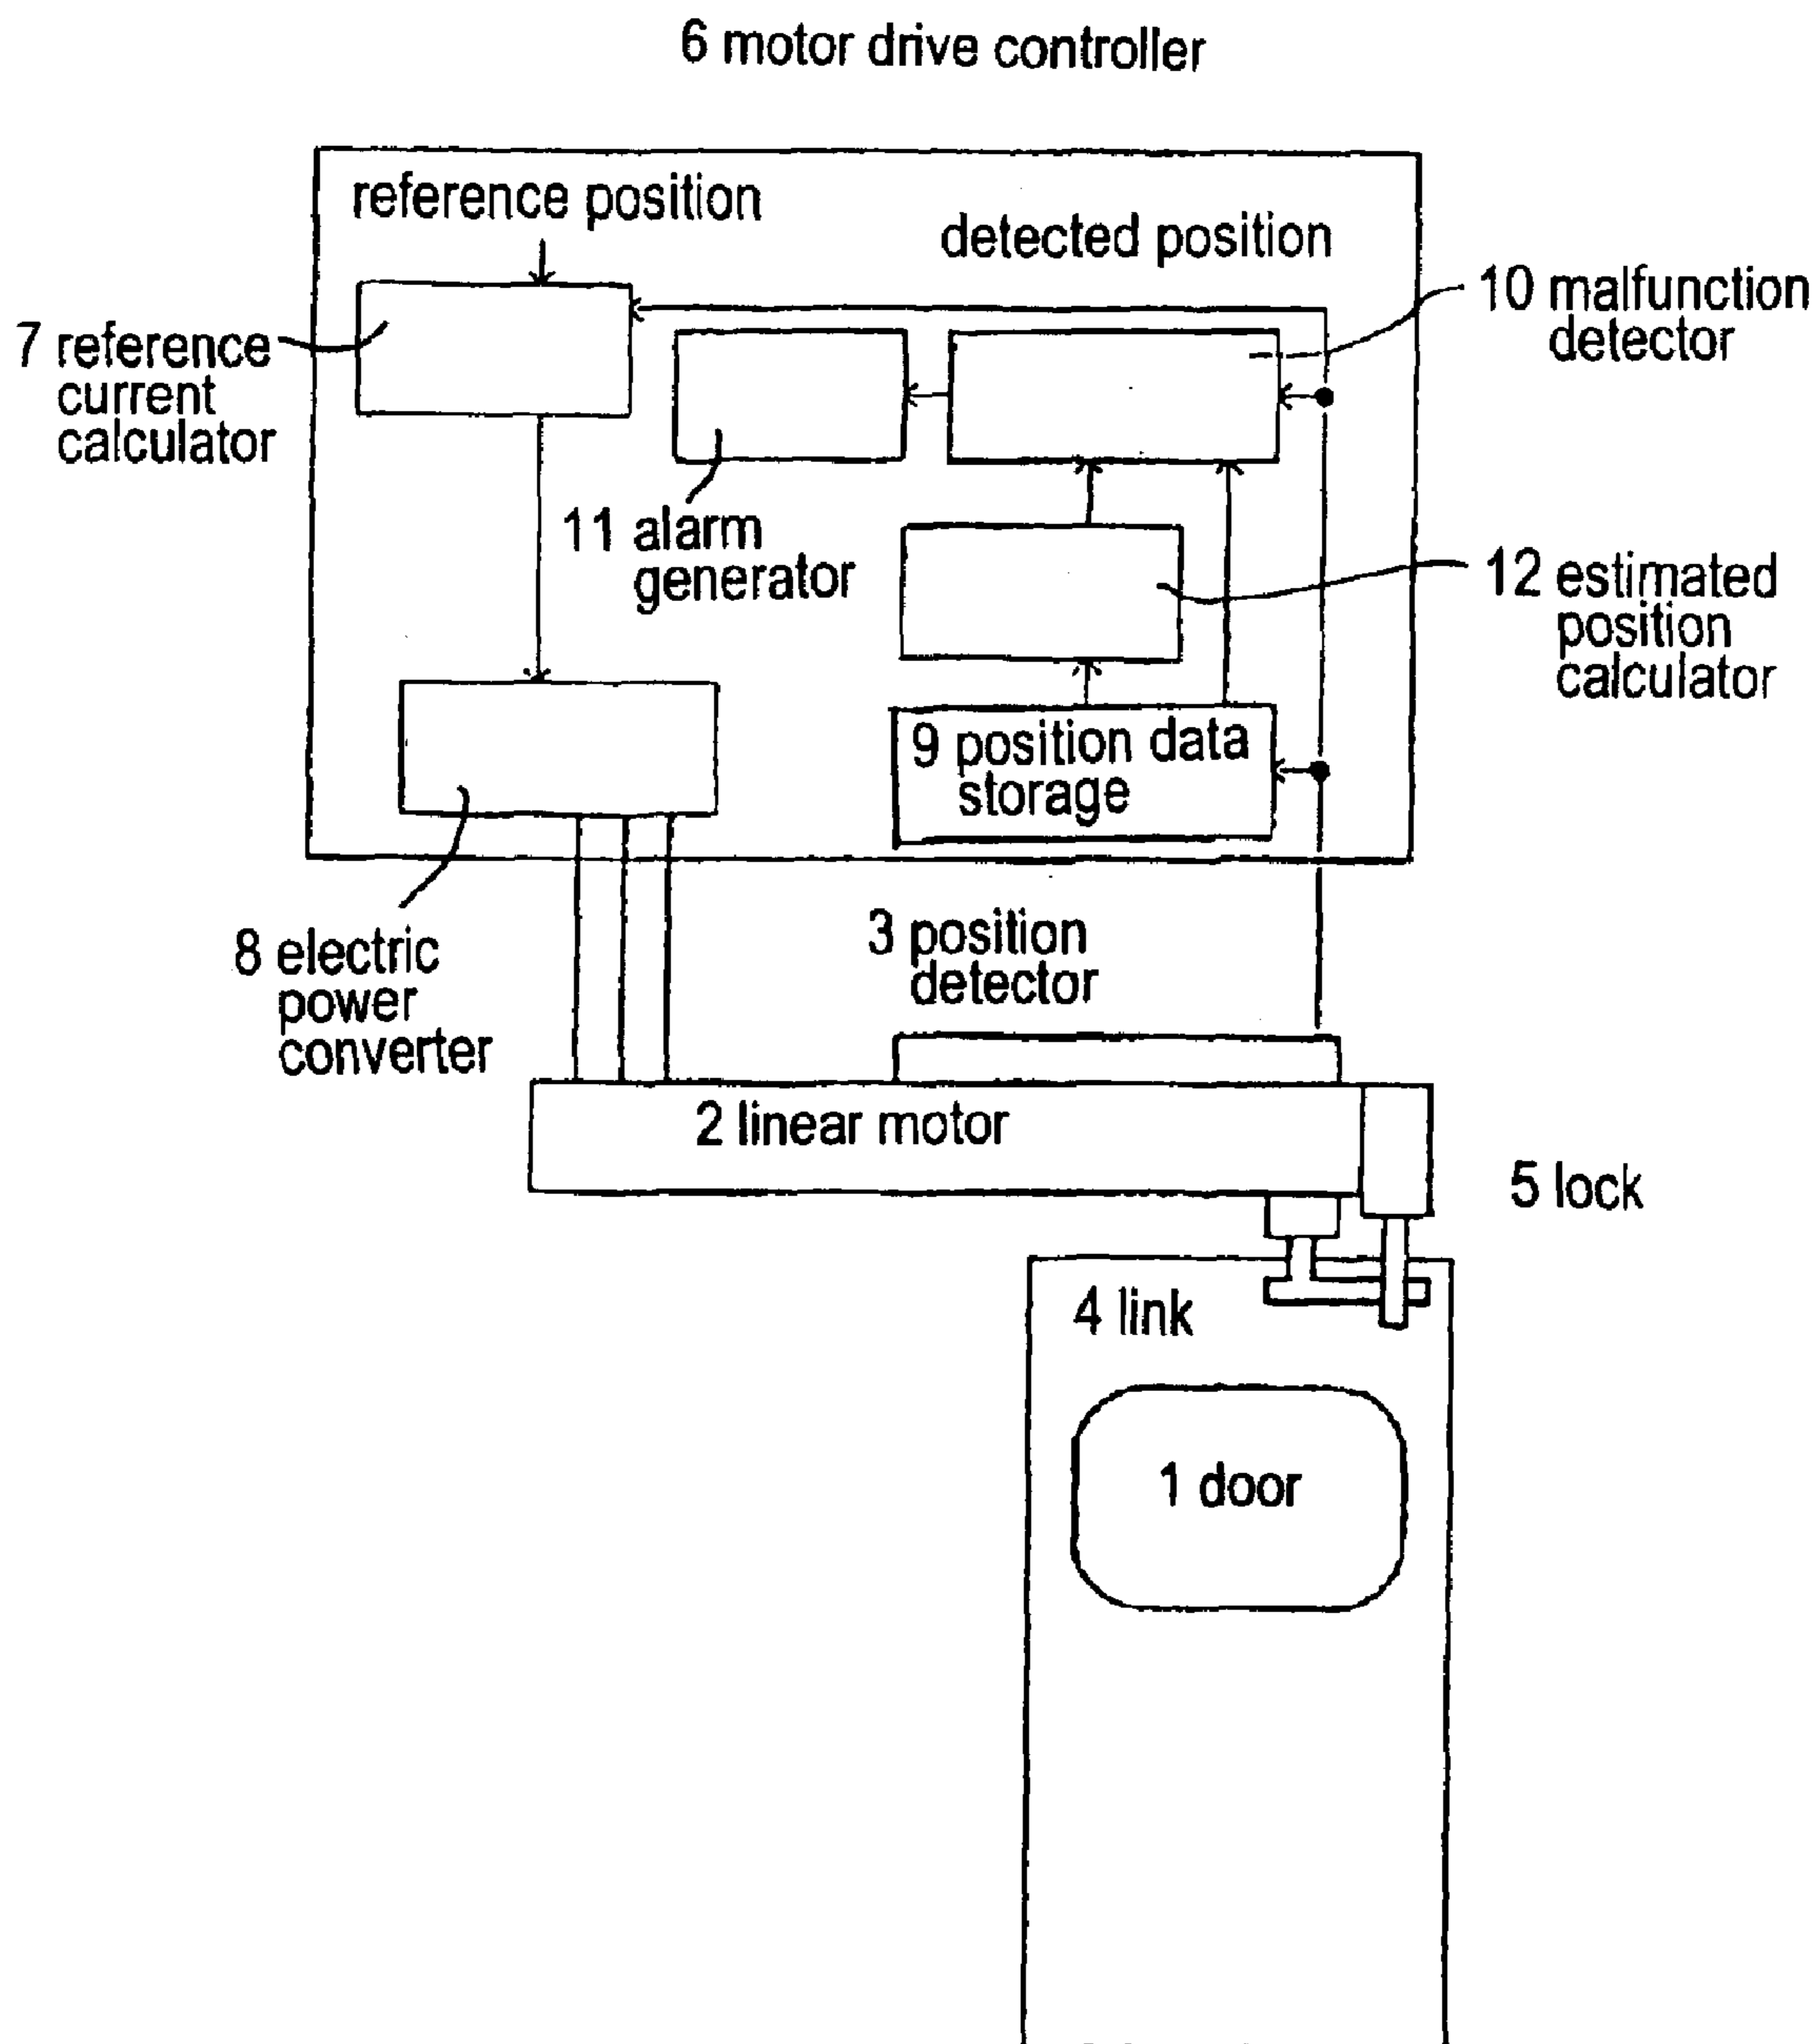 6 motor drive controller
reference position
detected position
10 malfunction
detector
7 reference
current
calculator
11 alarm
generator
12 estimated
position
calculator
9 position data
storage
8 electric
power
converter
3 position
detector
2 linear motor
5 lock
4 link
1 door